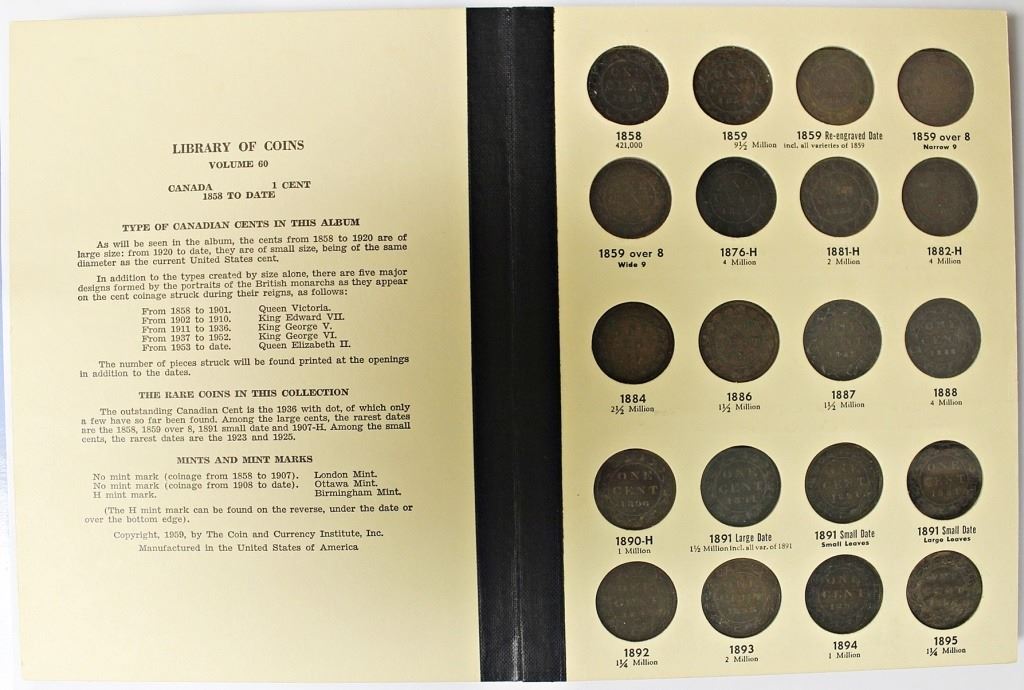 LIBRARY OF COINS
VOLUME 60
CANADA 1 CENT
1858 TO DATE
TYPE OF CANADIAN CENTS IN THIS ALBUM
As will be seen in the album, the cents from 1858 to 1920 are of
large size: from 1920 to date, they are of small size, being of the same
diameter as the current United States cent.
In addition to the types created by size alone, there are five major
designs formed by the portraits of the British monarchs as they appear
on the cent coinage struck during their reigns, as follows:
From 1858 to 1901. Queen Victoria.
From 1902 to 1910. King Edward VII.
From 1911 to 1936. King George V.
From 1937 to 1952. King George VI.
From 1953 to date. Queen Elizabeth II.
The number of pieces struck will be found printed at the openings
in addition to the dates.
THE RARE COINS IN THIS COLLECTION
The outstanding Canadian Cent is the 1936 with dot, of which only
a few have so far been found. Among the large cents, the rarest dates
are the 1858, 1859 over 8, 1891 small date and 1907-H. Among the small
cents, the rarest dates are the 1923 and 1925.
MINTS AND MINT MARKS
No mint mark (coinage from 1858 to 1907). London Mint.
No mint mark (coinage from 1908 to date). Ottawa Mint.
H mint mark. Birmingham Mint.
(The H mint mark can be found on the reverse, under the date or
over the bottom edge).
Copyright, 1959, by The Coin and Currency Institute, Inc.
Manufactured in the United States of America
ONE CENT 1858
ONE CENT
1858 1859 1859 Re-engraved Date 1859 over 8
421,000 9½ Million incl. all varieties of 1859 Narrow 9
1859 over 8 1876-H 1881-H 1882-H
Wide 9 4 Million 2 Million 4 Million
1884 1886 1887 1888
2½ Million 1½ Million 1½ Million 4 Million
ONE CENT 1890
1890-H 1891 Large Date 1891 Small Date 1891 Small Date
1 Million 1½ Million incl. all var. of 1891 Small Leaves Large Leaves
ONE CENT
1892 1893 1894 1895
1¼ Million 2 Million 1 Million 1¼ Million